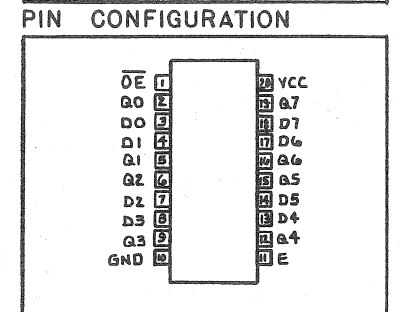 PIN CONFIGURATION
OE 1 20 VCC
Q0 2 19 Q7
D0 3 18 D7
D1 4 17 D6
Q1 5 16 Q6
Q2 6 15 Q5
D2 7 14 D5
D3 8 13 D4
Q3 9 12 Q4
GND 10 11 E